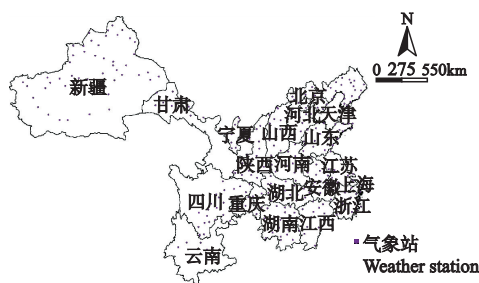 N
0 275 550km
新疆
甘肃
北京
河北天津
宁夏
山西
山东
陕西河南
江苏
四川
重庆
湖北
安徽上海
浙江
湖南江西
云南
气象站
Weather station